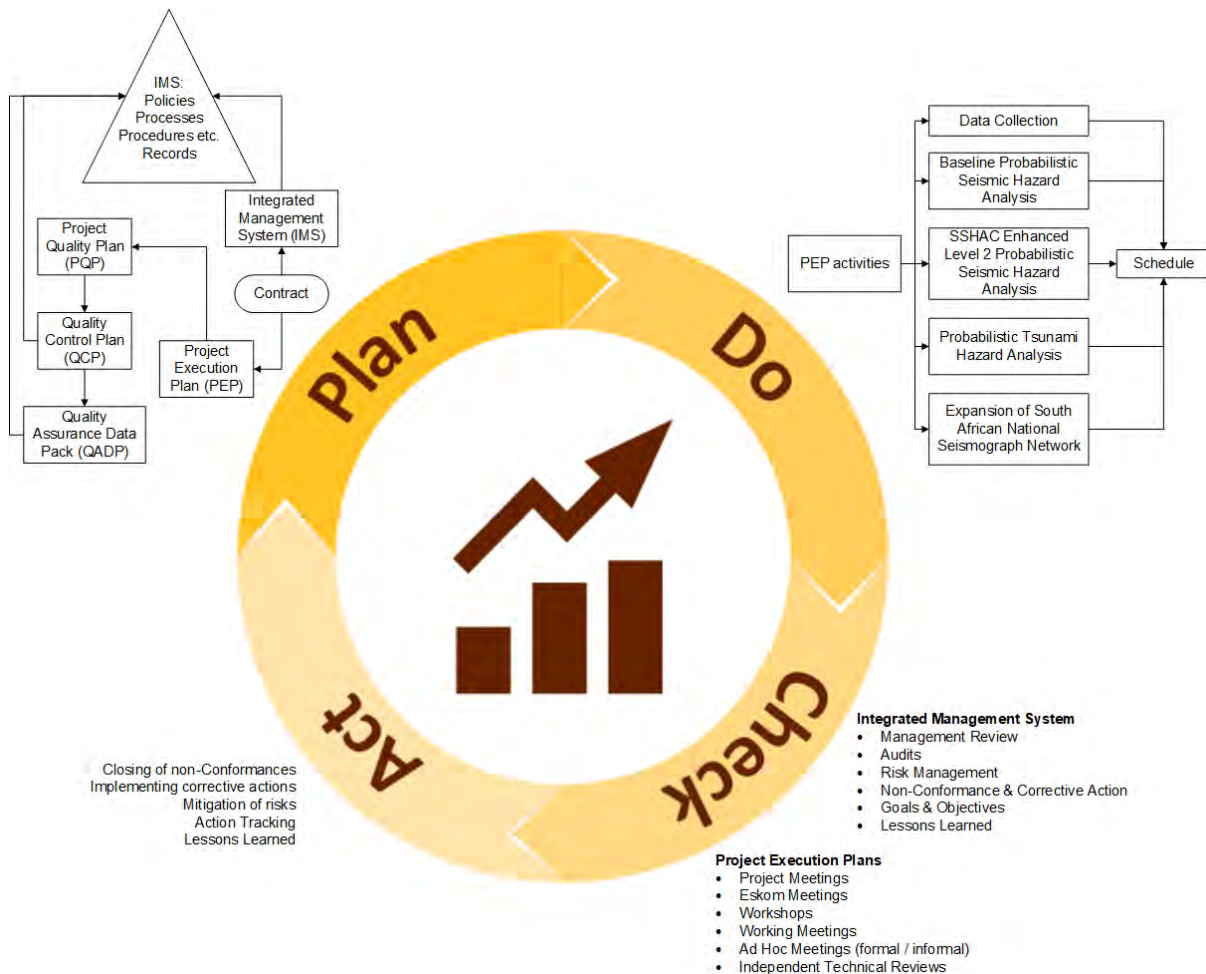 IMS:
Policies
Processes
Procedures etc.
Records
Integrated
Management
System (IMS)
Project
Quality Plan
(PQP)
Contract
Quality
Control Plan
(QCP)
Project
Execution
Plan (PEP)
Quality
Assurance Data
Pack (QADP)
Plan
Do
Check
Act
PEP activities
Data Collection
Baseline Probabilistic
Seismic Hazard
Analysis
SSHAC Enhanced
Level 2 Probabilistic
Seismic Hazard
Analysis
Probabilistic Tsunami
Hazard Analysis
Expansion of South
African National
Seismograph Network
Schedule
Integrated Management System
• Management Review
• Audits
• Risk Management
• Non-Conformance & Corrective Action
• Goals & Objectives
• Lessons Learned
Project Execution Plans
• Project Meetings
• Eskom Meetings
• Workshops
• Working Meetings
• Ad Hoc Meetings (formal / informal)
• Independent Technical Reviews
Closing of non-Conformances
Implementing corrective actions
Mitigation of risks
Action Tracking
Lessons Learned